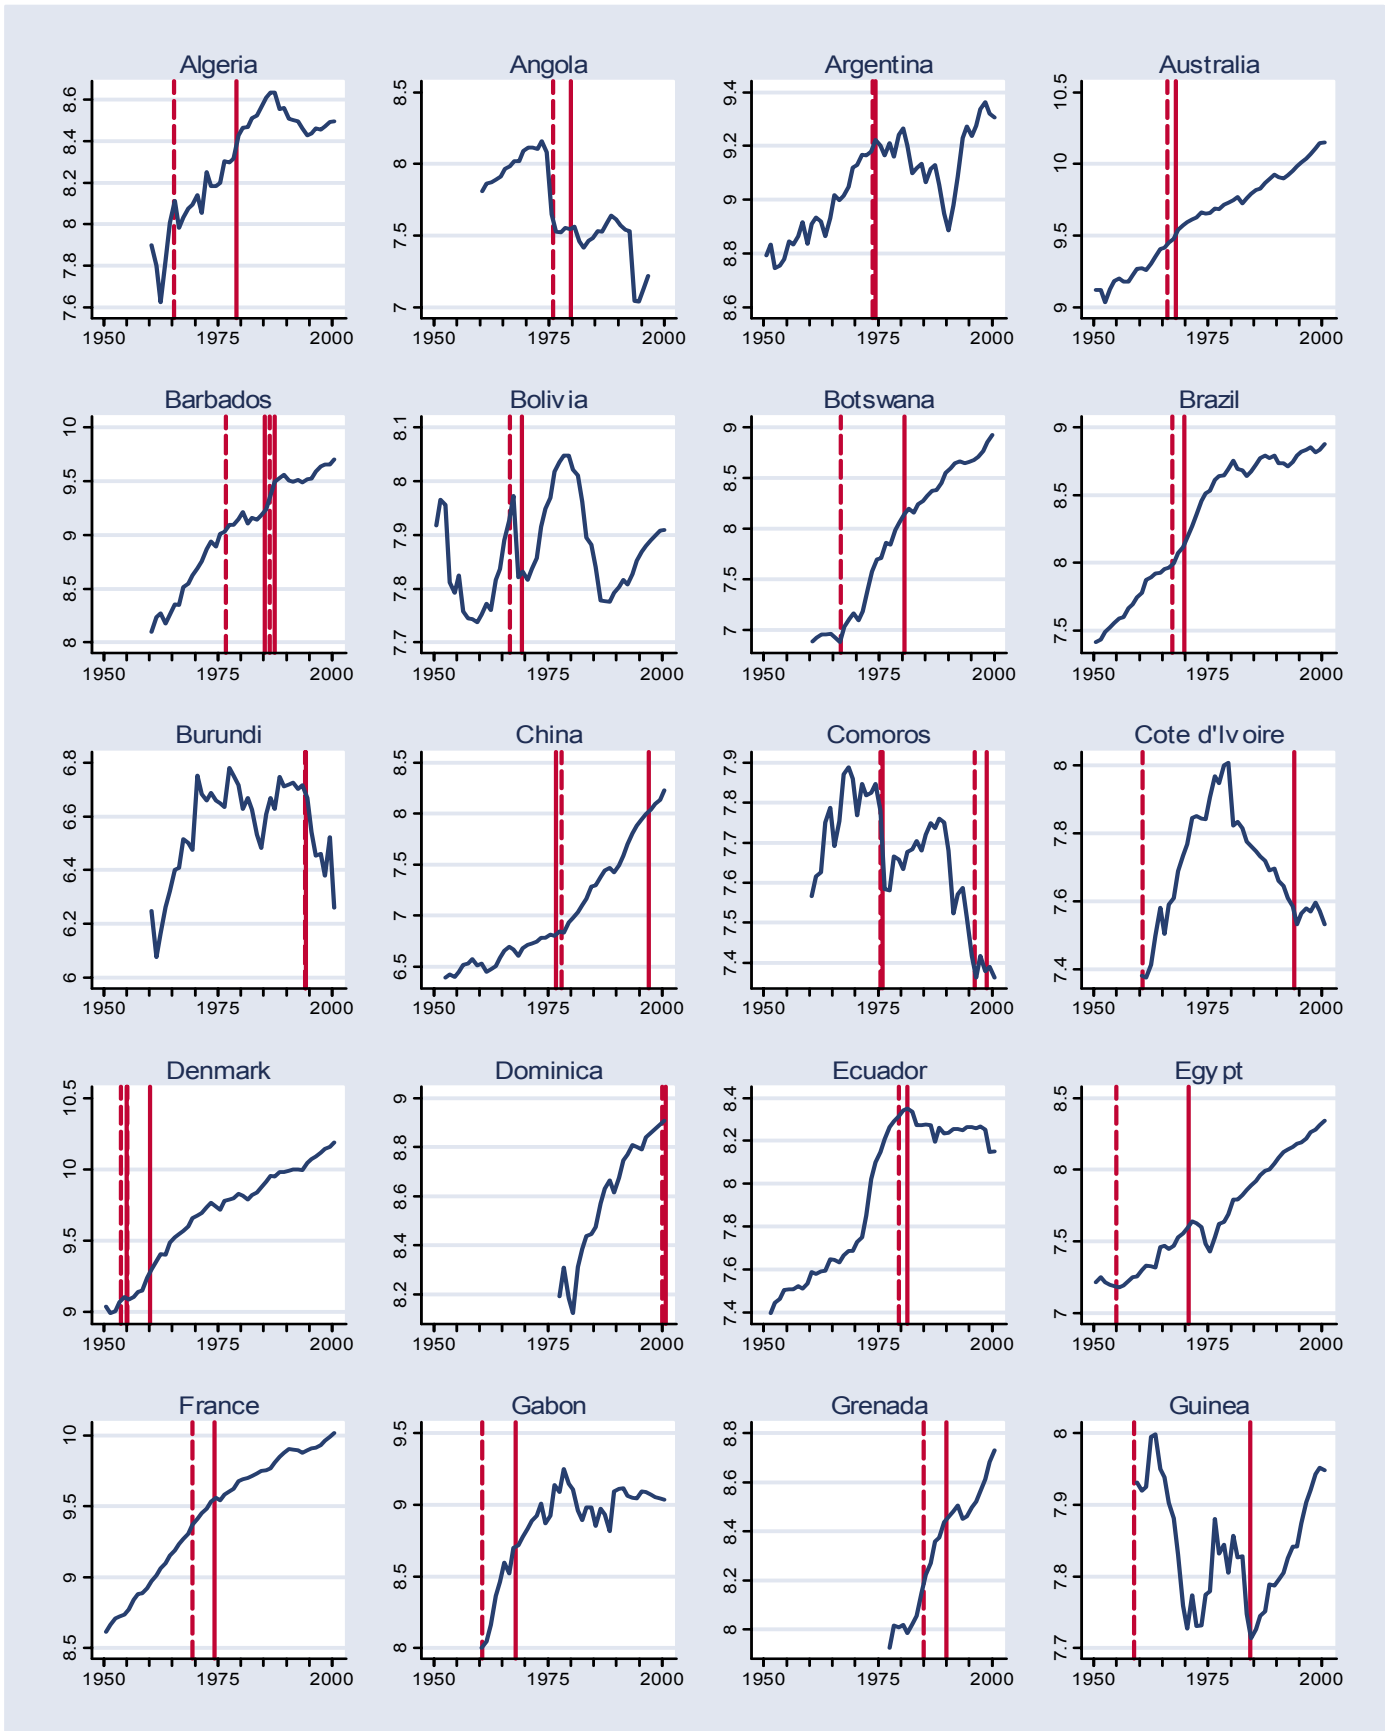 Algeria Angola Argentina Australia
8.6 8.4 8.2 8 7.8 7.6
8.5 8 7.5 7
9.4 9.2 9 8.8 8.6
10.5 10 9.5 9
1950 1975 2000 1950 1975 2000 1950 1975 2000 1950 1975 2000
Barbados Bolivia Botswana Brazil
10 9.5 9 8.5 8
8.1 8 7.9 7.8 7.7
9 8.5 8 7.5 7
9 8.5 8 7.5
1950 1975 2000 1950 1975 2000 1950 1975 2000 1950 1975 2000
Burundi China Comoros Cote d'Ivoire
6.8 6.6 6.4 6.2 6
8.5 8 7.5 7 6.5
7.9 7.8 7.7 7.6 7.5 7.4
8 7.8 7.6 7.4
1950 1975 2000 1950 1975 2000 1950 1975 2000 1950 1975 2000
Denmark Dominica Ecuador Egypt
10.5 10 9.5 9
9 8.8 8.6 8.4 8.2
8.4 8.2 8 7.8 7.6 7.4
8.5 8 7.5 7
1950 1975 2000 1950 1975 2000 1950 1975 2000 1950 1975 2000
France Gabon Grenada Guinea
10 9.5 9 8.5
9.5 9 8.5 8
8.8 8.6 8.4 8.2 8
8 7.9 7.8 7.7
1950 1975 2000 1950 1975 2000 1950 1975 2000 1950 1975 2000